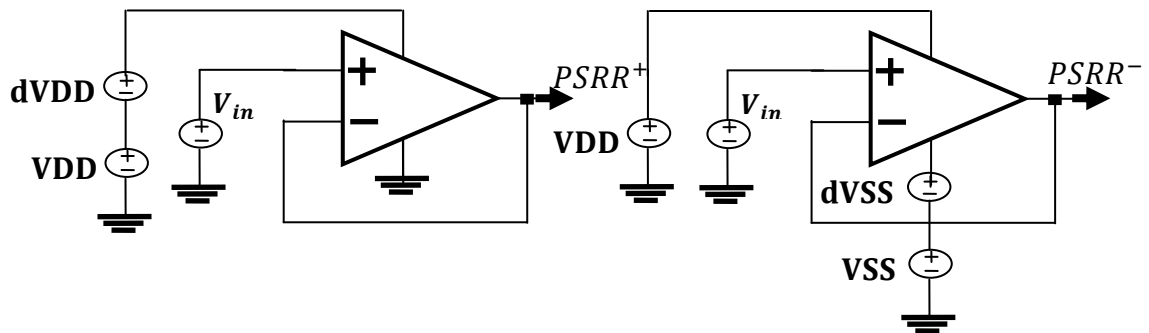 dVDD
VDD
V_in
+
−
PSRR⁺
VDD
V_in
+
−
PSRR⁻
dVSS
VSS